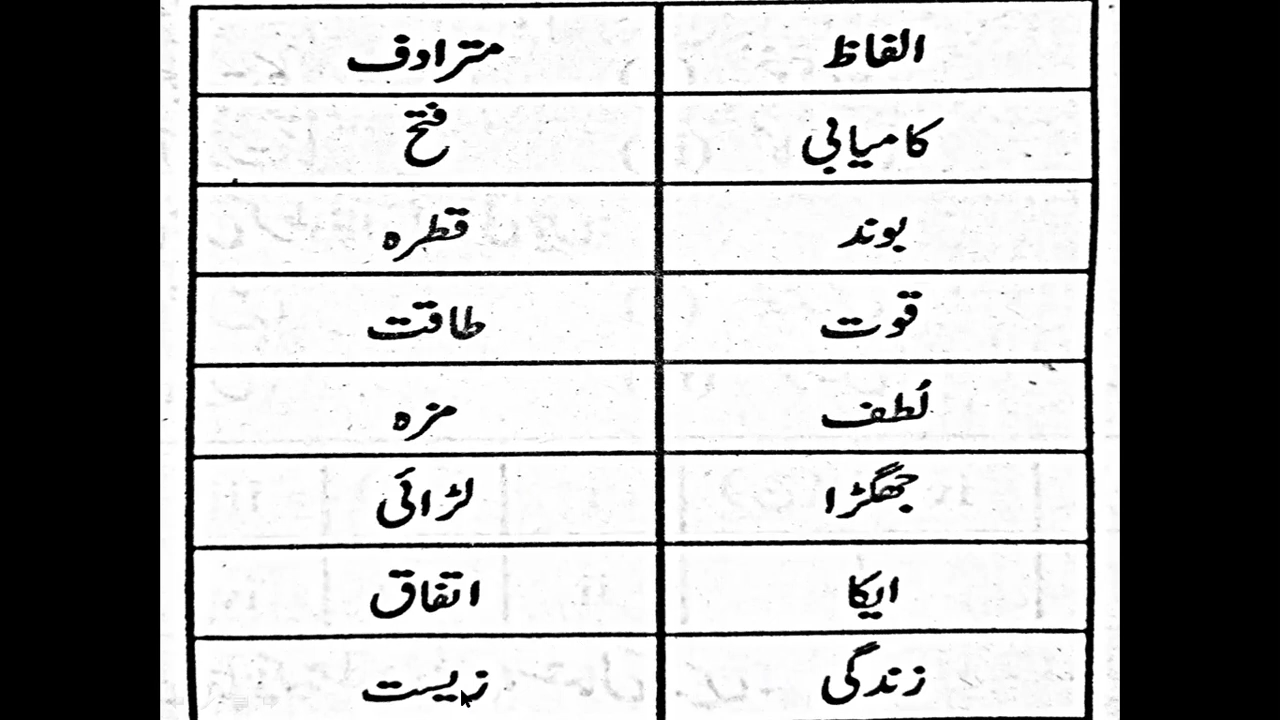 الفاظ مترادف
کامیابی فتح
بوند قطرہ
قوت طاقت
لُطف مزہ
جھگڑا لڑائی
ایکا اتفاق
زندگی زیست